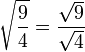 √(9/4) = √9/√4